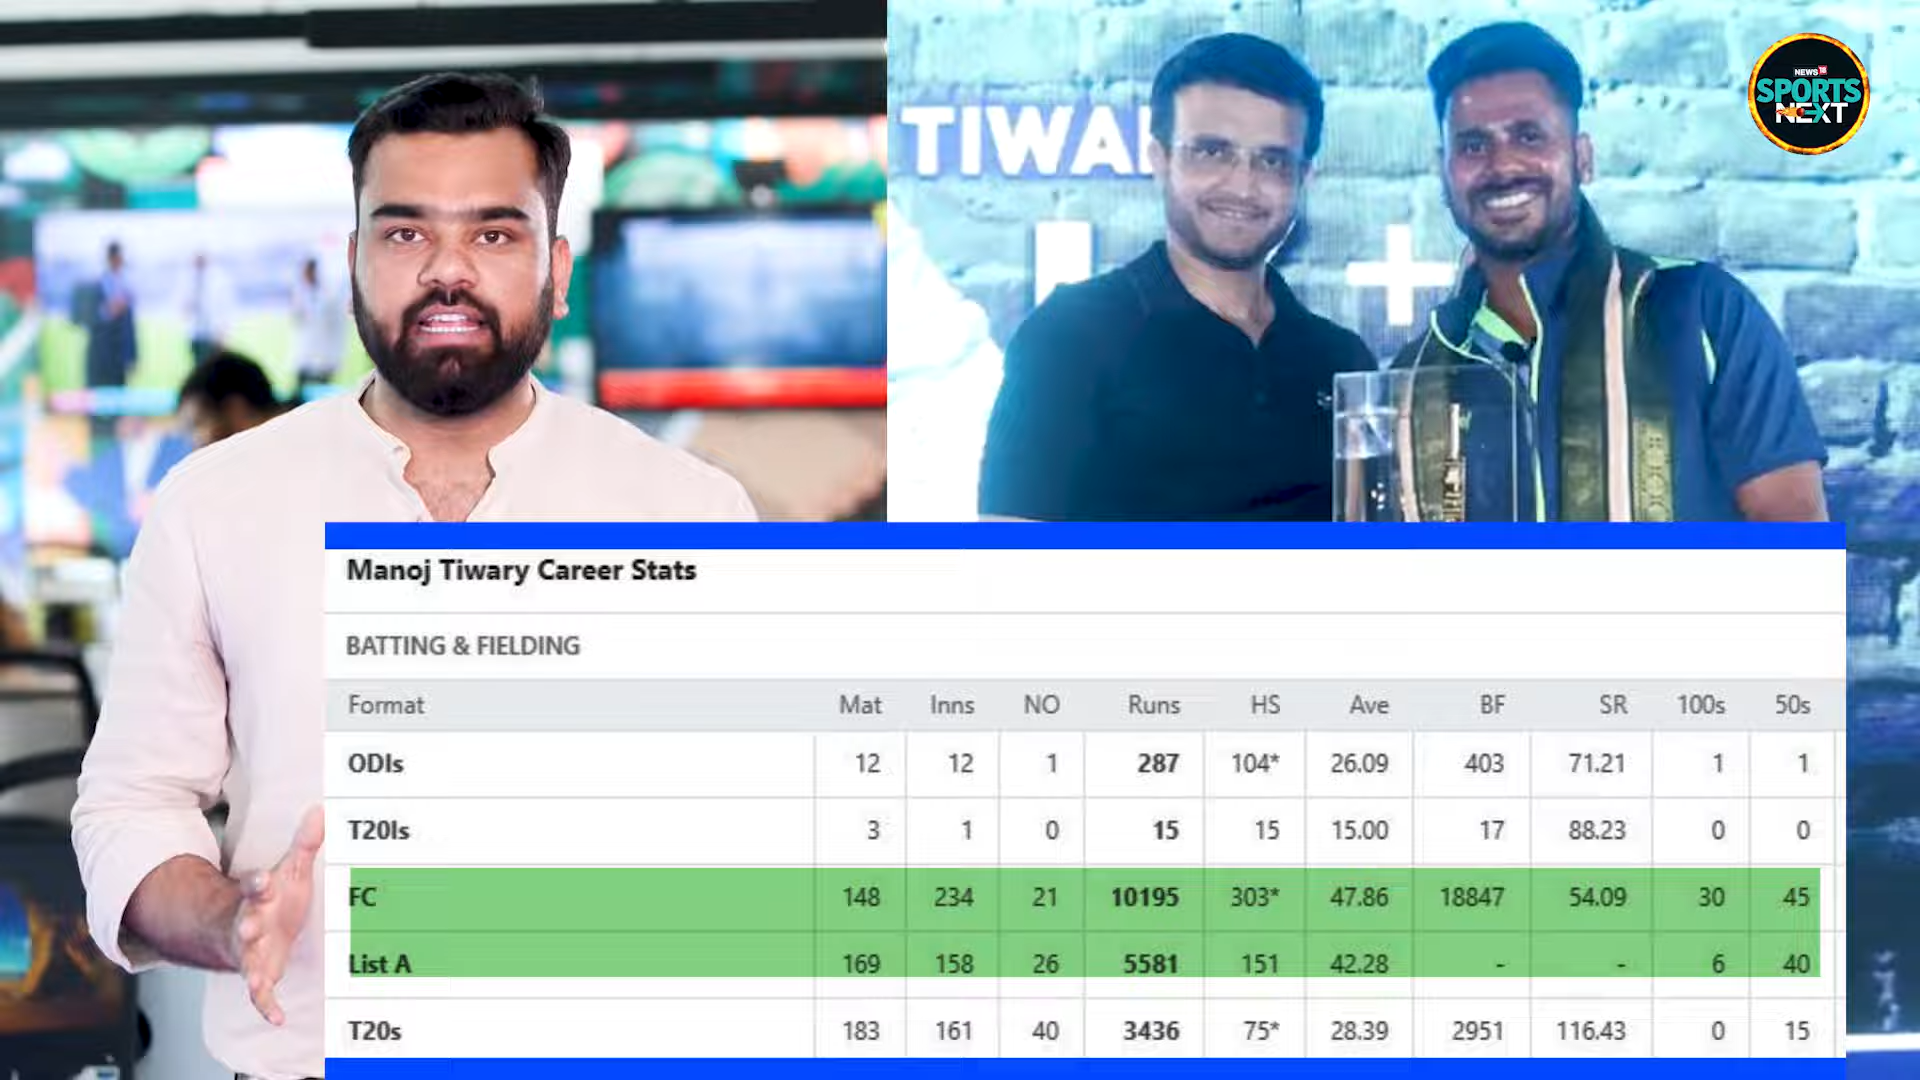 NEWS18
SPORTS
NEXT
TIWA
Manoj Tiwary Career Stats
BATTING & FIELDING
Format Mat Inns NO Runs HS Ave BF SR 100s 50s
ODIs 12 12 1 287 104* 26.09 403 71.21 1 1
T20Is 3 1 0 15 15 15.00 17 88.23 0 0
FC 148 234 21 10195 303* 47.86 18847 54.09 30 45
List A 169 158 26 5581 151 42.28 - - 6 40
T20s 183 161 40 3436 75* 28.39 2951 116.43 0 15